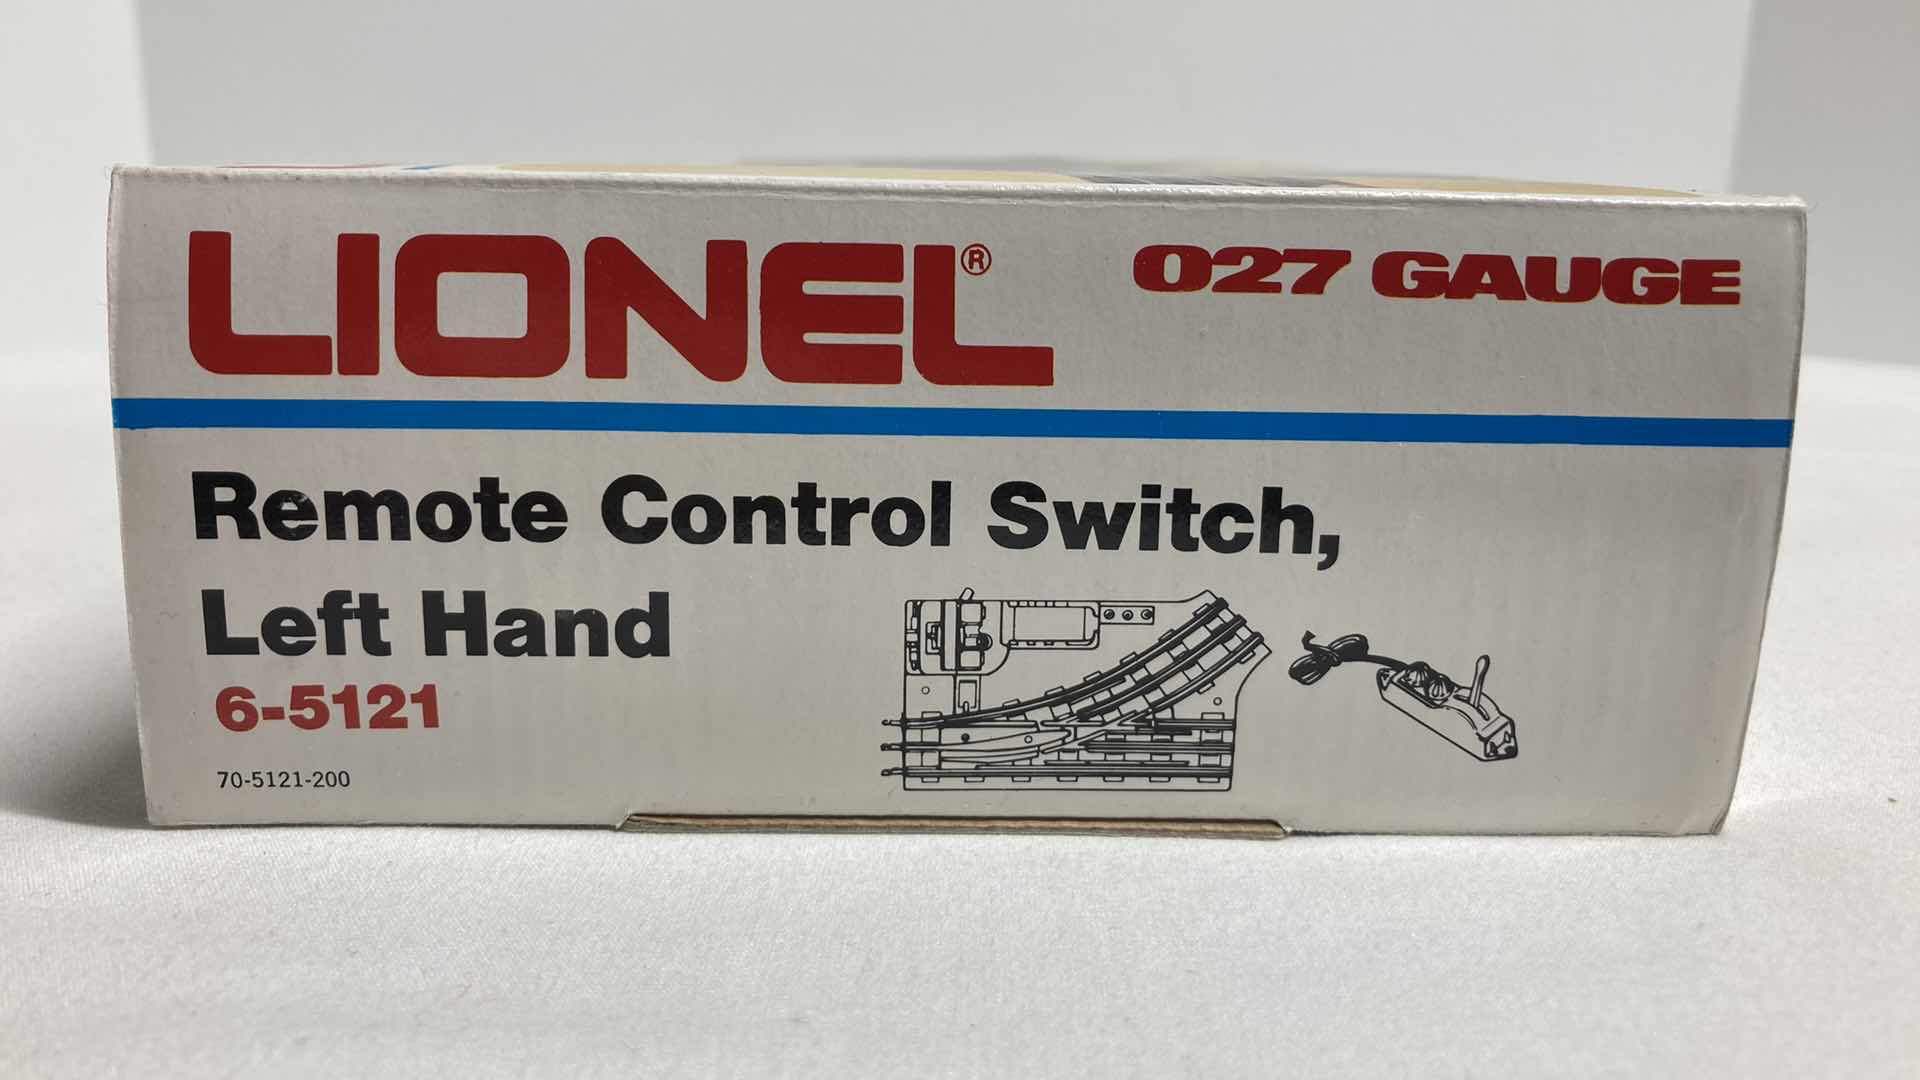 LIONEL®
027 GAUGE
Remote Control Switch,
Left Hand
6-5121
70-5121-200